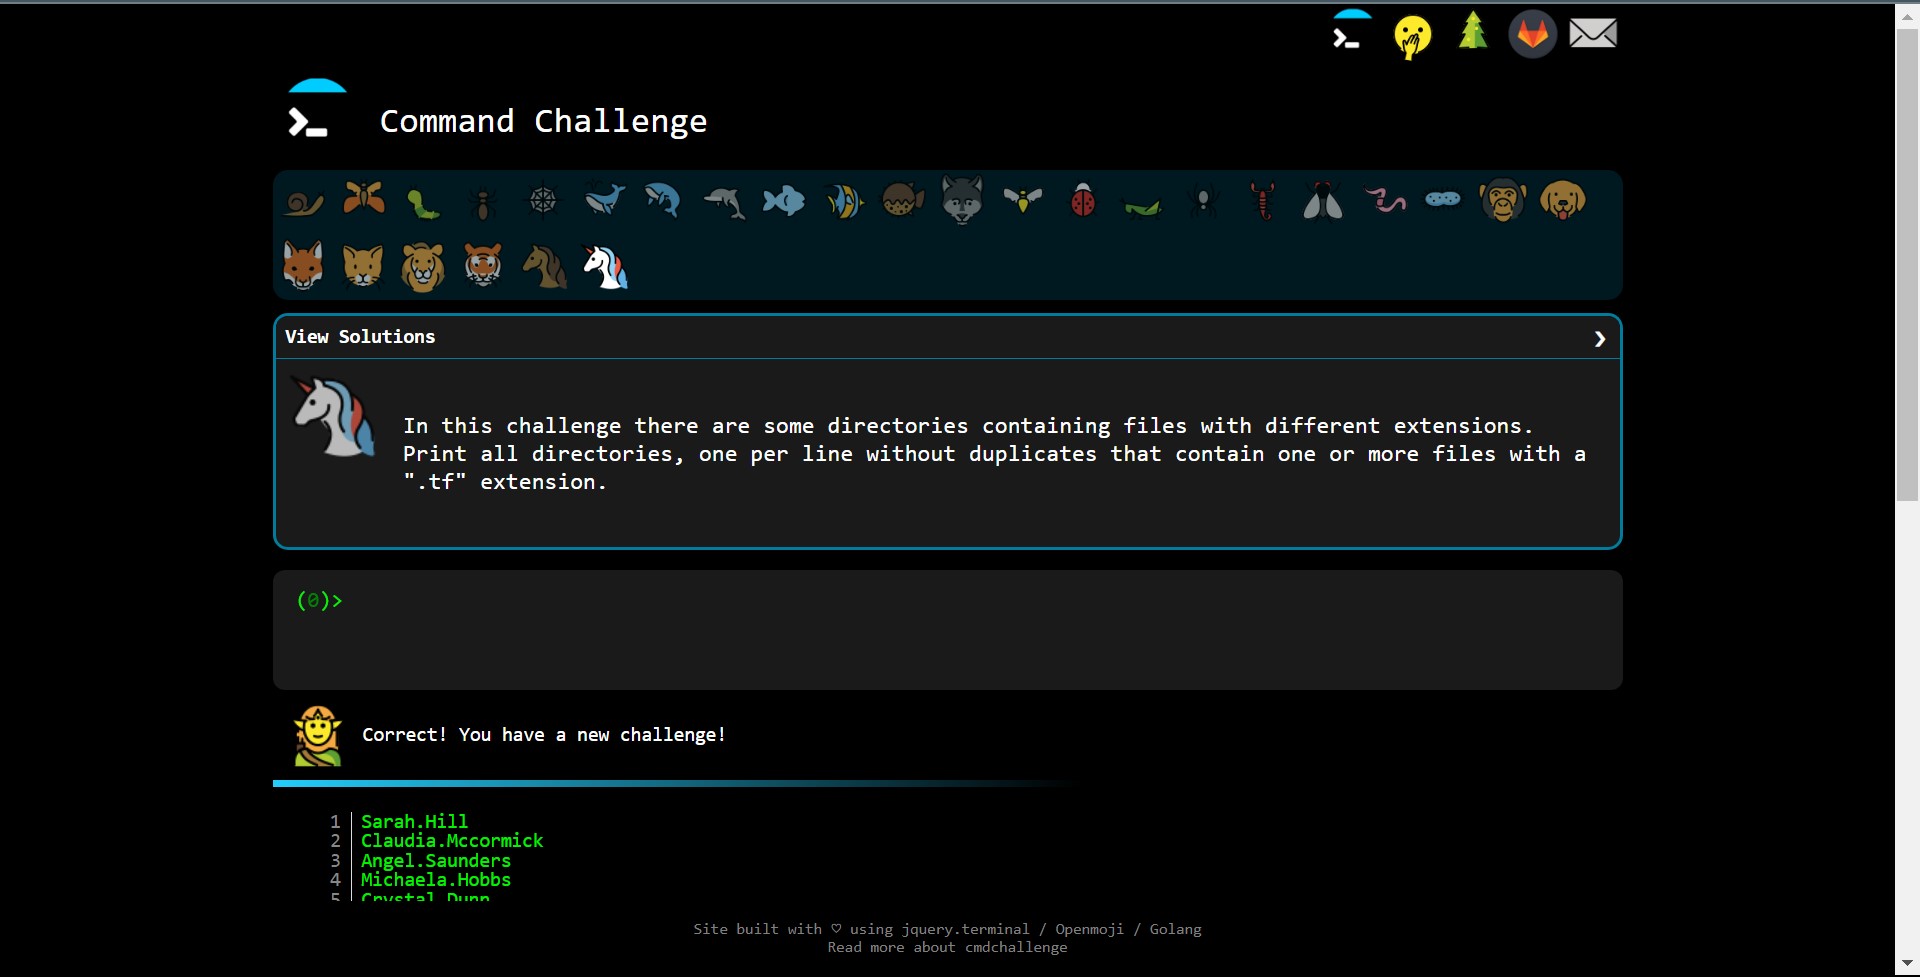 Command Challenge
View Solutions
In this challenge there are some directories containing files with different extensions.
Print all directories, one per line without duplicates that contain one or more files with a
".tf" extension.
(0)>
Correct! You have a new challenge!
1 Sarah.Hill
2 Claudia.Mccormick
3 Angel.Saunders
4 Michaela.Hobbs
5 Crystal.Dunn
Site built with ♡ using jquery.terminal / Openmoji / Golang
Read more about cmdchallenge